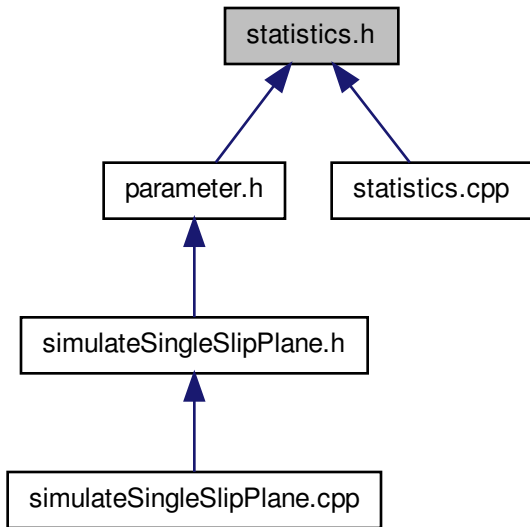 statistics.h
parameter.h
statistics.cpp
simulateSingleSlipPlane.h
simulateSingleSlipPlane.cpp